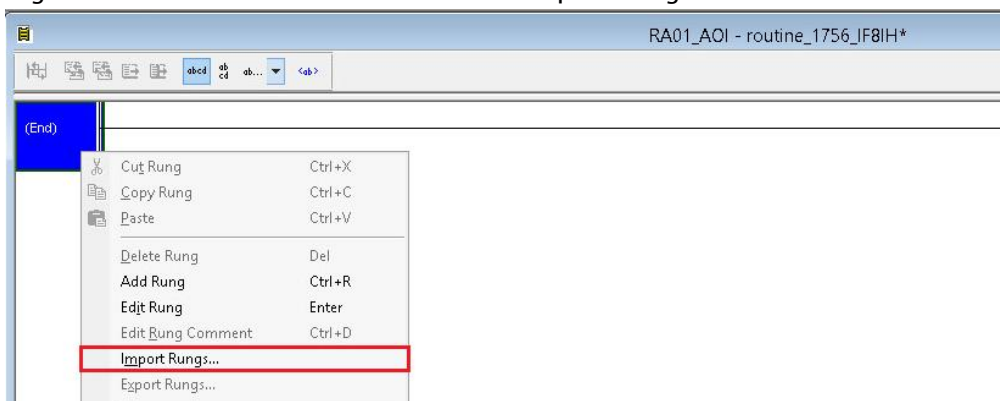 RA01_AOI - routine_1756_IF8IH*
abcd ab cd ab... <ab>
(End)
Cut Rung Ctrl+X
Copy Rung Ctrl+C
Paste Ctrl+V
Delete Rung Del
Add Rung Ctrl+R
Edit Rung Enter
Edit Rung Comment Ctrl+D
Import Rungs...
Export Rungs...